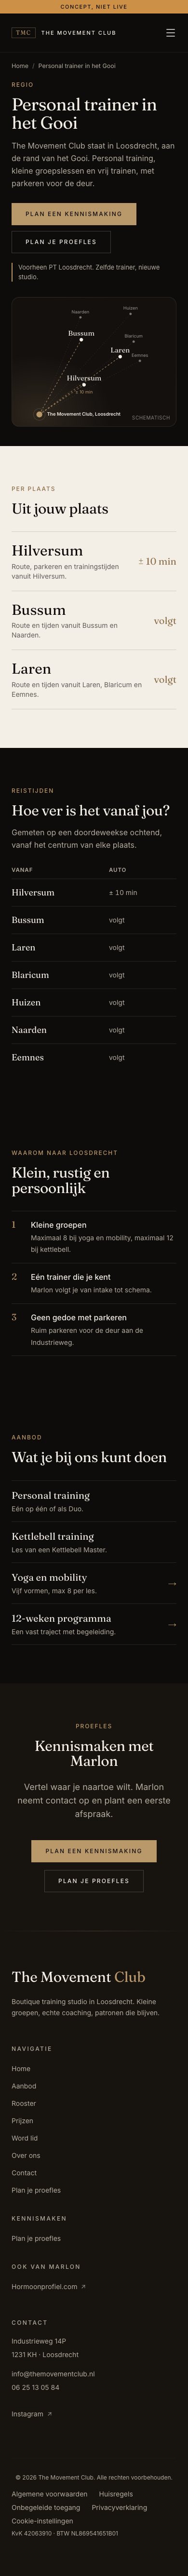 CONCEPT, NIET LIVE
TMC THE MOVEMENT CLUB
Home / Personal trainer in het Gooi
REGIO
Personal trainer in
het Gooi
The Movement Club staat in Loosdrecht, aan
de rand van het Gooi. Personal training,
kleine groepslessen en vrij trainen, met
parkeren voor de deur.
PLAN EEN KENNISMAKING
PLAN JE PROEFLES
Voorheen PT Loosdrecht. Zelfde trainer, nieuwe
studio.
Naarden
Huizen
Bussum
Blaricum
Laren
Eemnes
Hilversum
± 10 min
The Movement Club, Loosdrecht
SCHEMATISCH
PER PLAATS
Uit jouw plaats
Hilversum
Route, parkeren en trainingstijden
vanuit Hilversum.
± 10 min
Bussum
Route en tijden vanuit Bussum en
Naarden.
volgt
Laren
Route en tijden vanuit Laren, Blaricum en
Eemnes.
volgt
REISTIJDEN
Hoe ver is het vanaf jou?
Gemeten op een doordeweekse ochtend,
vanaf het centrum van elke plaats.
VANAF AUTO
Hilversum ± 10 min
Bussum volgt
Laren volgt
Blaricum volgt
Huizen volgt
Naarden volgt
Eemnes volgt
WAAROM NAAR LOOSDRECHT
Klein, rustig en
persoonlijk
1 Kleine groepen
Maximaal 8 bij yoga en mobility, maximaal 12
bij kettlebell.
2 Eén trainer die je kent
Marlon volgt je van intake tot schema.
3 Geen gedoe met parkeren
Ruim parkeren voor de deur aan de
Industrieweg.
AANBOD
Wat je bij ons kunt doen
Personal training
Eén op één of als Duo.
Kettlebell training
Les van een Kettlebell Master.
Yoga en mobility
Vijf vormen, max 8 per les.
→
12-weken programma
Een vast traject met begeleiding.
→
PROEFLES
Kennismaken met
Marlon
Vertel waar je naartoe wilt. Marlon
neemt contact op en plant een eerste
afspraak.
PLAN EEN KENNISMAKING
PLAN JE PROEFLES
The Movement Club
Boutique training studio in Loosdrecht. Kleine
groepen, echte coaching, patronen die blijven.
NAVIGATIE
Home
Aanbod
Rooster
Prijzen
Word lid
Over ons
Contact
Plan je proefles
KENNISMAKEN
Plan je proefles
OOK VAN MARLON
Hormoonprofiel.com ↗
CONTACT
Industrieweg 14P
1231 KH · Loosdrecht
info@themovementclub.nl
06 25 13 05 84
Instagram ↗
© 2026 The Movement Club. Alle rechten voorbehouden.
Algemene voorwaarden Huisregels
Onbegeleide toegang Privacyverklaring
Cookie-instellingen
KvK 42063910 · BTW NL869541651B01